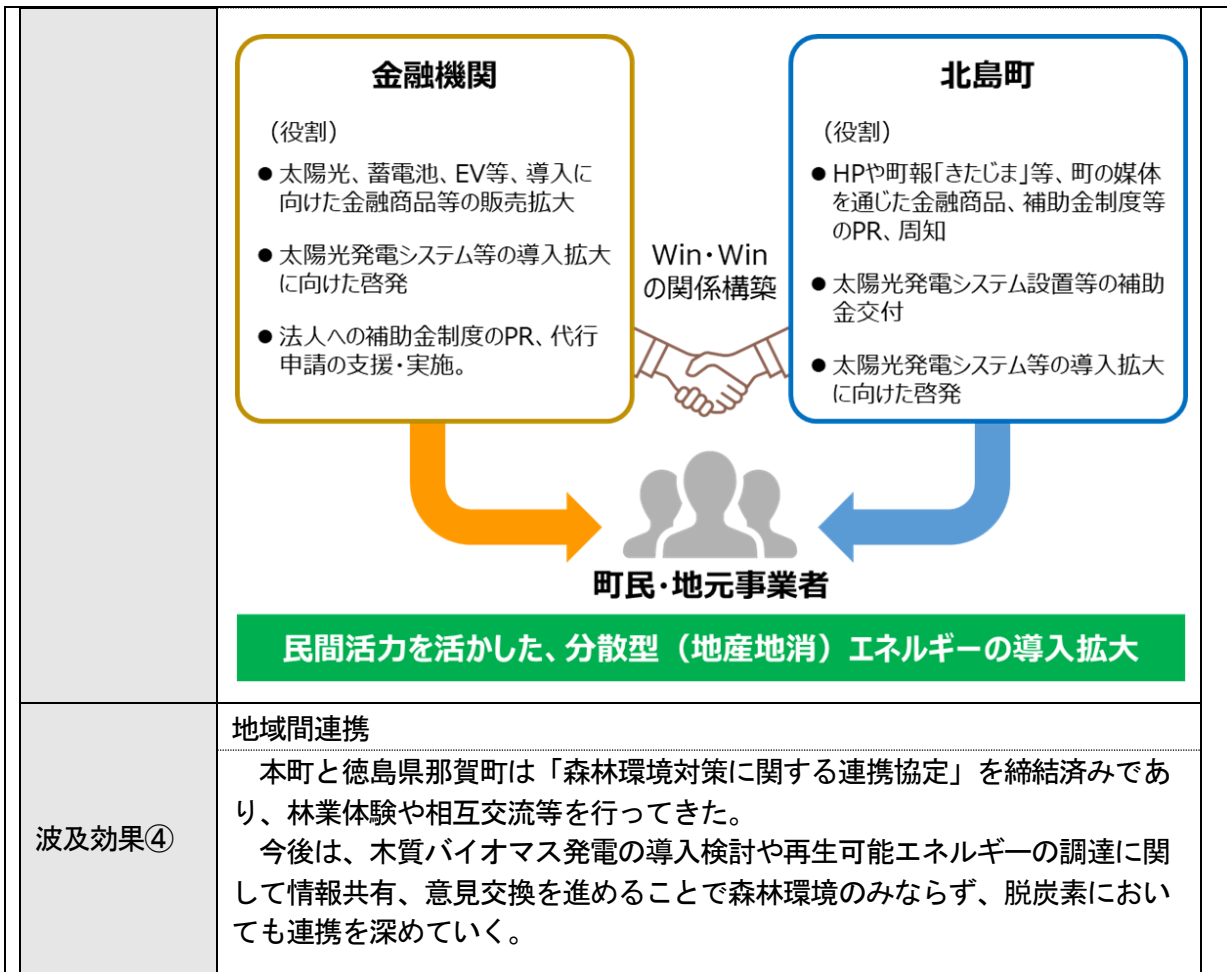 金融機関
（役割）
● 太陽光、蓄電池、EV等、導入に
向けた金融商品等の販売拡大
● 太陽光発電システム等の導入拡大
に向けた啓発
● 法人への補助金制度のPR、代行
申請の支援・実施。
Win・Win
の関係構築
北島町
（役割）
● HPや町報「きたじま」等、町の媒体
を通じた金融商品、補助金制度等
のPR、周知
● 太陽光発電システム設置等の補助
金交付
● 太陽光発電システム等の導入拡大
に向けた啓発
町民・地元事業者
民間活力を活かした、分散型（地産地消）エネルギーの導入拡大
波及効果④
地域間連携
本町と徳島県那賀町は「森林環境対策に関する連携協定」を締結済みであ
り、林業体験や相互交流等を行ってきた。
今後は、木質バイオマス発電の導入検討や再生可能エネルギーの調達に関
して情報共有、意見交換を進めることで森林環境のみならず、脱炭素におい
ても連携を深めていく。